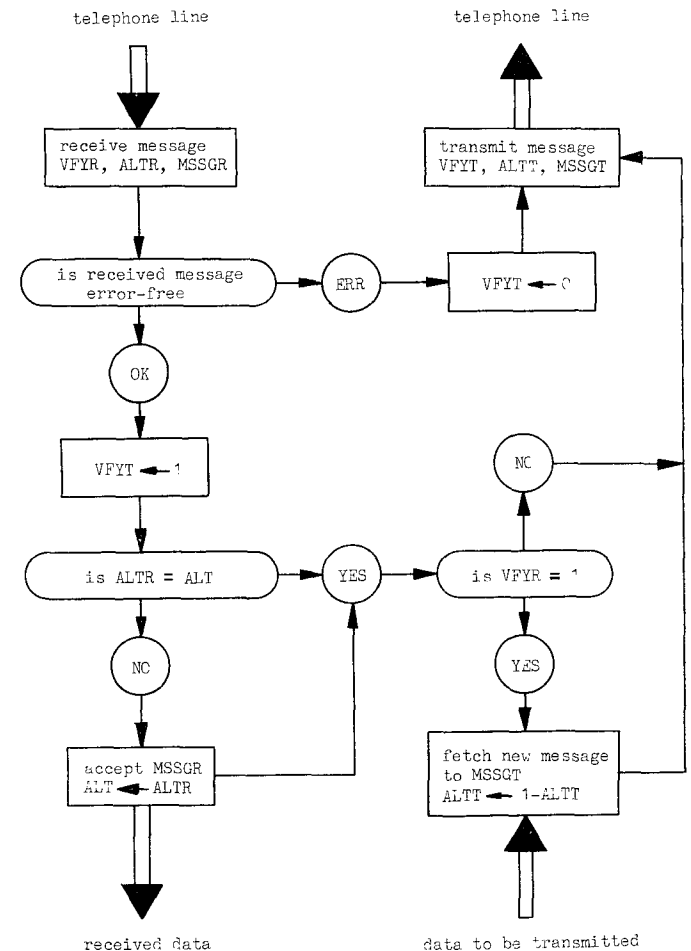 telephone line
telephone line
receive message
VFYR, ALTR, MSSGR
transmit message
VFYT, ALTT, MSSGT
is received message
error-free
ERR
VFYT ← 0
OK
VFYT ← 1
NO
is ALTR = ALT
YES
is VFYR = 1
NO
YES
accept MSSGR
ALT ← ALTR
fetch new message
to MSSGT
ALTT ← 1-ALTT
received data
data to be transmitted